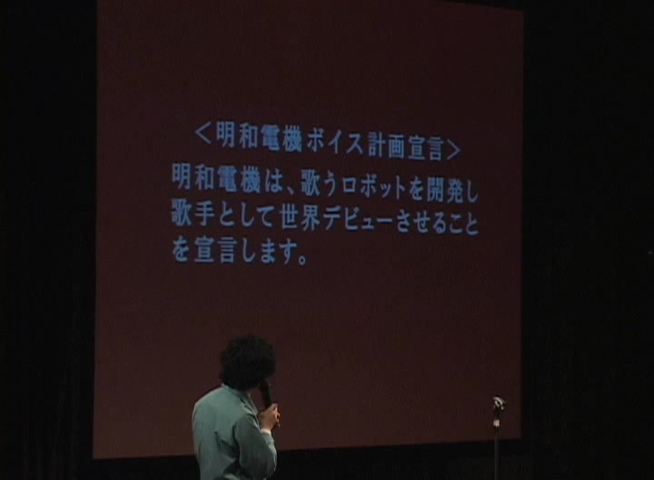 ＜明和電機ボイス計画宣言＞
明和電機は、歌うロボットを開発し
歌手として世界デビューさせること
を宣言します。